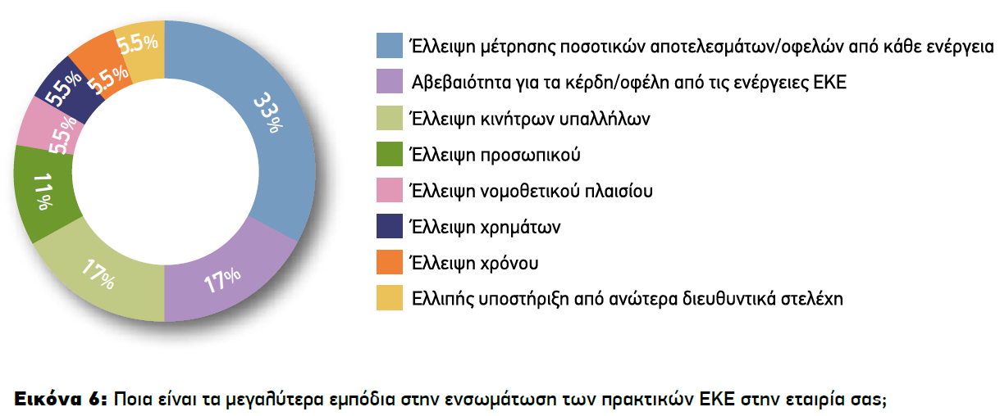 5.5%
33%
5.5%
5.5%
5.5%
11%
17%
17%
Έλλειψη μέτρησης ποσοτικών αποτελεσμάτων/οφελών από κάθε ενέργεια
Αβεβαιότητα για τα κέρδη/οφέλη από τις ενέργειες ΕΚΕ
Έλλειψη κινήτρων υπαλλήλων
Έλλειψη προσωπικού
Έλλειψη νομοθετικού πλαισίου
Έλλειψη χρημάτων
Έλλειψη χρόνου
Ελλιπής υποστήριξη από ανώτερα διευθυντικά στελέχη
Εικόνα 6: Ποια είναι τα μεγαλύτερα εμπόδια στην ενσωμάτωση των πρακτικών ΕΚΕ στην εταιρία σας;